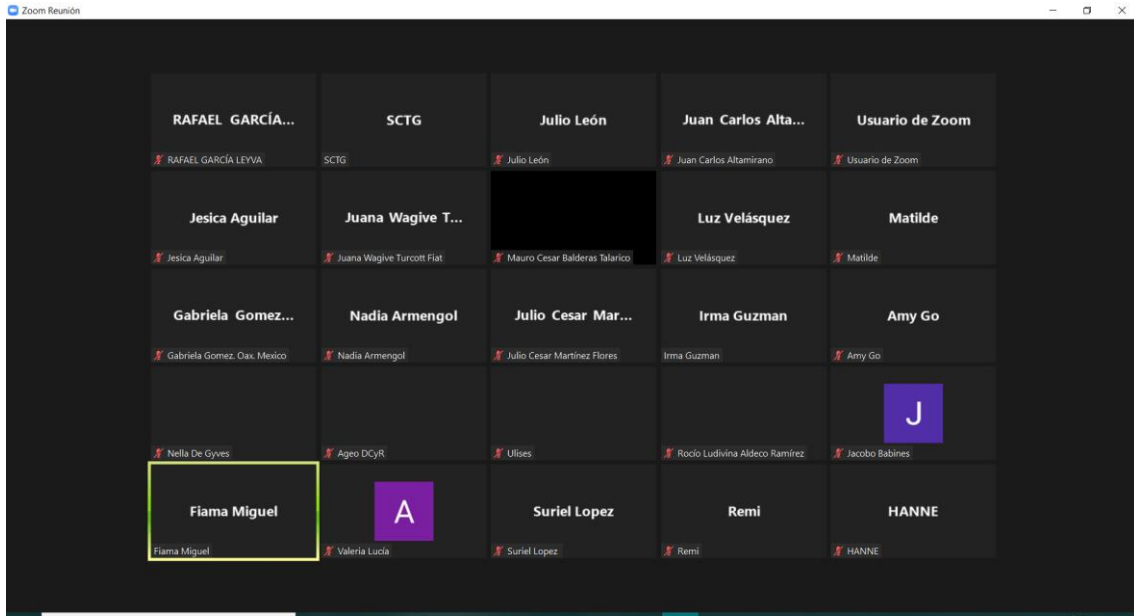 Zoom Reunión
RAFAEL GARCÍA...
SCTG
Julio León
Juan Carlos Alta...
Usuario de Zoom
RAFAEL GARCÍA LEYVA
SCTG
Julio León
Juan Carlos Altamirano
Usuario de Zoom
Jesica Aguilar
Juana Wagive T...
Luz Velásquez
Matilde
Jesica Aguilar
Juana Wagive Turcott Fiat
Mauro Cesar Balderas Talarico
Luz Velásquez
Matilde
Gabriela Gomez...
Nadia Armengol
Julio Cesar Mar...
Irma Guzman
Amy Go
Gabriela Gomez. Oax. Mexico
Nadia Armengol
Julio Cesar Martínez Flores
Irma Guzman
Amy Go
J
Nella De Gyves
Ageo DCyR
Ulises
Rocío Ludivina Aldeco Ramírez
Jacobo Babines
Fiama Miguel
A
Suriel Lopez
Remi
HANNE
Fiama Miguel
Valeria Lucía
Suriel Lopez
Remi
HANNE